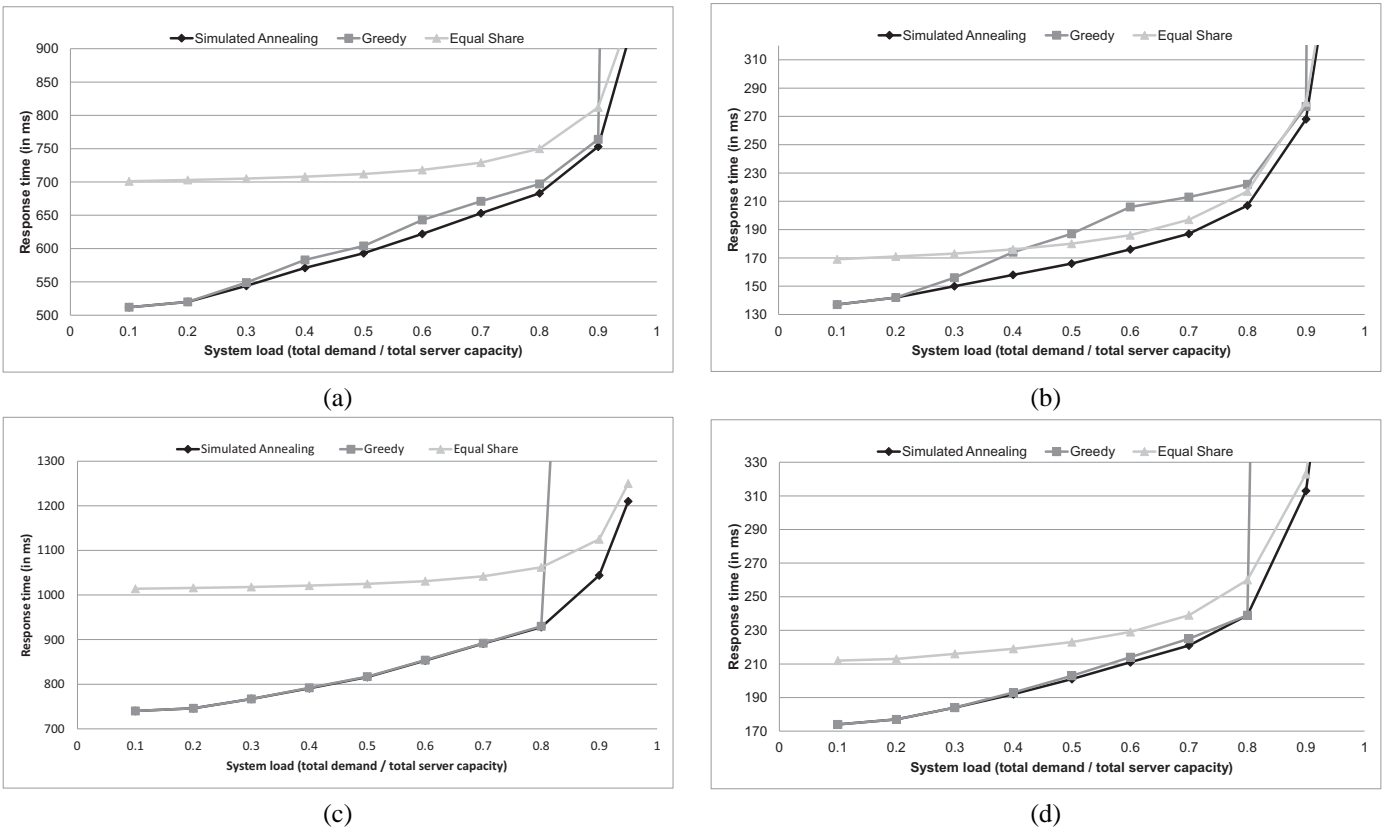 Simulated Annealing Greedy Equal Share
900
850
800
750
700
650
600
550
500
Response time (in ms)
0 0.1 0.2 0.3 0.4 0.5 0.6 0.7 0.8 0.9 1
System load (total demand / total server capacity)
(a)
Simulated Annealing Greedy Equal Share
310
290
270
250
230
210
190
170
150
130
Response time (in ms)
0 0.1 0.2 0.3 0.4 0.5 0.6 0.7 0.8 0.9 1
System load (total demand / total server capacity)
(b)
Simulated Annealing Greedy Equal Share
1300
1200
1100
1000
900
800
700
Response time (in ms)
0 0.1 0.2 0.3 0.4 0.5 0.6 0.7 0.8 0.9 1
System load (total demand / total server capacity)
(c)
Simulated Annealing Greedy Equal Share
330
310
290
270
250
230
210
190
170
Response time (in ms)
0 0.1 0.2 0.3 0.4 0.5 0.6 0.7 0.8 0.9 1
System load (total demand / total server capacity)
(d)